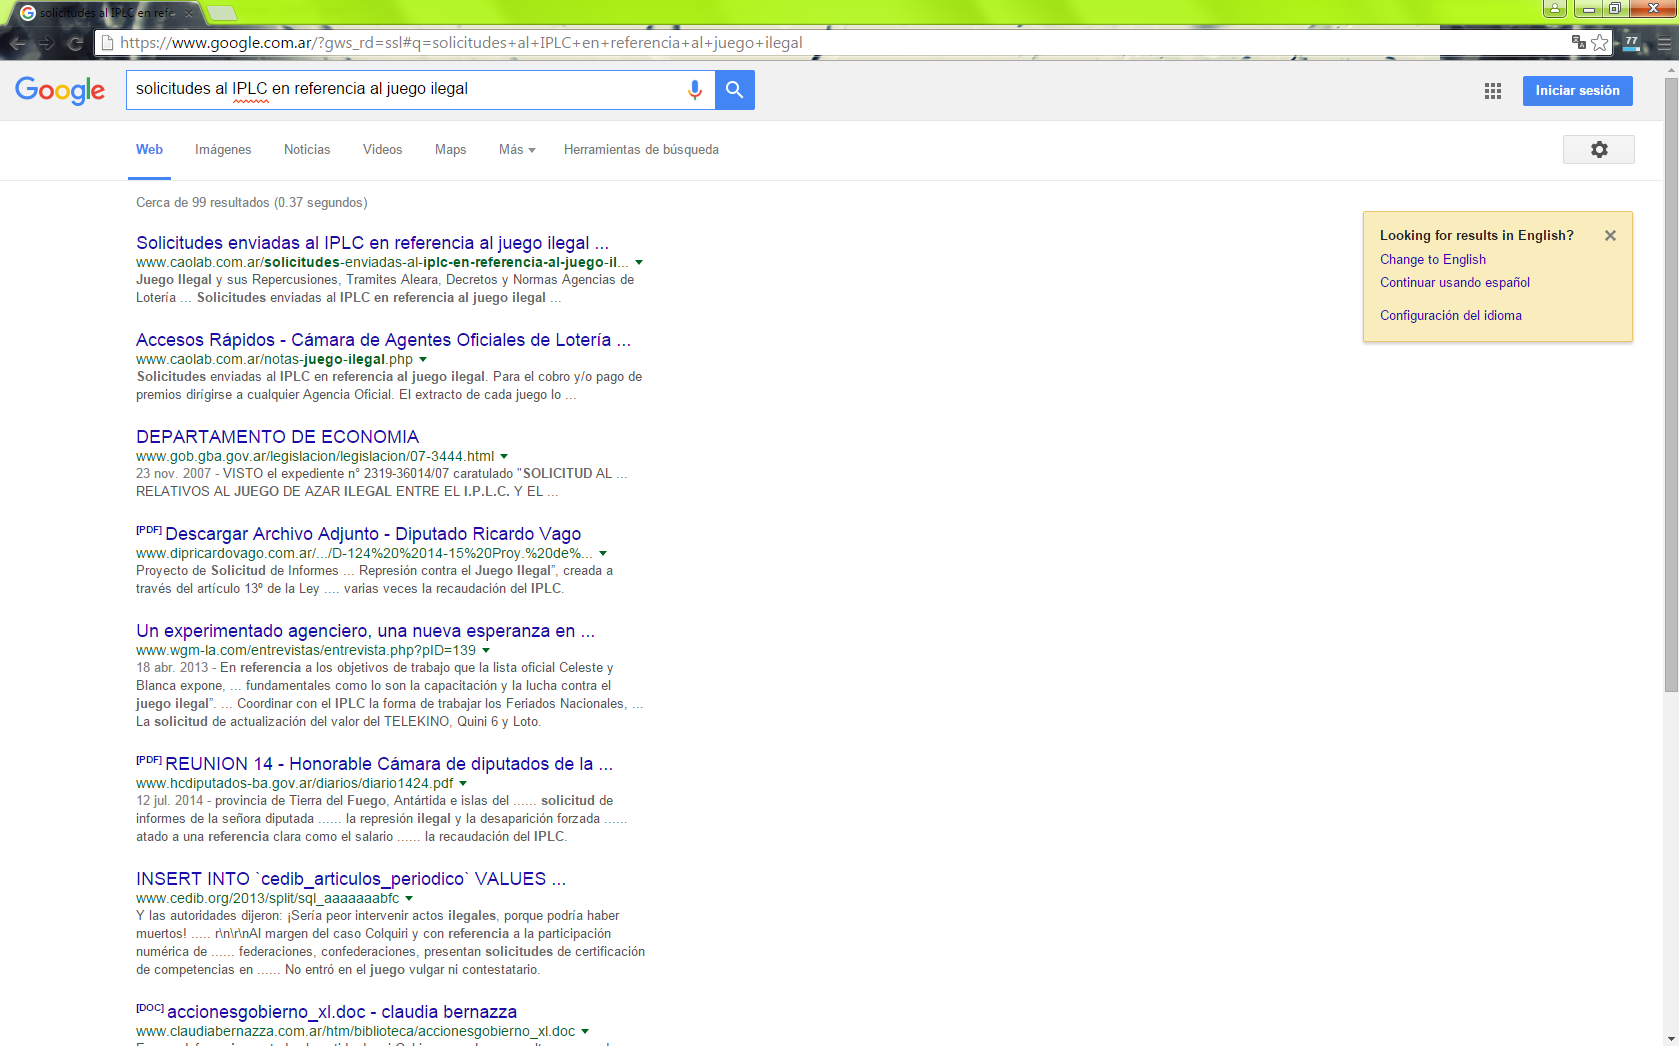 solicitudes al IPLC en refe
https://www.google.com.ar/?gws_rd=ssl#q=solicitudes+al+IPLC+en+referencia+al+juego+ilegal
77
Google
solicitudes al IPLC en referencia al juego ilegal
Iniciar sesión
Web Imágenes Noticias Videos Maps Más Herramientas de búsqueda
Cerca de 99 resultados (0.37 segundos)
Looking for results in English?
Change to English
Continuar usando español
Configuración del idioma
Solicitudes enviadas al IPLC en referencia al juego ilegal ...
www.caolab.com.ar/solicitudes-enviadas-al-iplc-en-referencia-al-juego-il...
Juego Ilegal y sus Repercusiones, Tramites Aleara, Decretos y Normas Agencias de
Lotería ... Solicitudes enviadas al IPLC en referencia al juego ilegal ...
Accesos Rápidos - Cámara de Agentes Oficiales de Lotería ...
www.caolab.com.ar/notas-juego-ilegal.php
Solicitudes enviadas al IPLC en referencia al juego ilegal. Para el cobro y/o pago de
premios dirígirse a cualquier Agencia Oficial. El extracto de cada juego lo ...
DEPARTAMENTO DE ECONOMIA
www.gob.gba.gov.ar/legislacion/legislacion/07-3444.html
23 nov. 2007 - VISTO el expediente n° 2319-36014/07 caratulado "SOLICITUD AL ...
RELATIVOS AL JUEGO DE AZAR ILEGAL ENTRE EL I.P.L.C. Y EL ...
[PDF] Descargar Archivo Adjunto - Diputado Ricardo Vago
www.dipricardovago.com.ar/.../D-124%20%2014-15%20Proy.%20de%...
Proyecto de Solicitud de Informes ... Represión contra el Juego Ilegal”, creada a
través del artículo 13º de la Ley .... varias veces la recaudación del IPLC.
Un experimentado agenciero, una nueva esperanza en ...
www.wgm-la.com/entrevistas/entrevista.php?pID=139
18 abr. 2013 - En referencia a los objetivos de trabajo que la lista oficial Celeste y
Blanca expone, ... fundamentales como lo son la capacitación y la lucha contra el
juego ilegal”. ... Coordinar con el IPLC la forma de trabajar los Feriados Nacionales, ...
La solicitud de actualización del valor del TELEKINO, Quini 6 y Loto.
[PDF] REUNION 14 - Honorable Cámara de diputados de la ...
www.hcdiputados-ba.gov.ar/diarios/diario1424.pdf
12 jul. 2014 - provincia de Tierra del Fuego, Antártida e islas del ...... solicitud de
informes de la señora diputada ...... la represión ilegal y la desaparición forzada ......
atado a una referencia clara como el salario ...... la recaudación del IPLC.
INSERT INTO `cedib_articulos_periodico` VALUES ...
www.cedib.org/2013/split/sql_aaaaaaabfc
Y las autoridades dijeron: ¡Sería peor intervenir actos ilegales, porque podría haber
muertos! ..... r\n\r\nAl margen del caso Colquiri y con referencia a la participación
numérica de ...... federaciones, confederaciones, presentan solicitudes de certificación
de competencias en ...... No entró en el juego vulgar ni contestatario.
[DOC] accionesgobierno_xl.doc - claudia bernazza
www.claudiabernazza.com.ar/htm/biblioteca/accionesgobierno_xl.doc